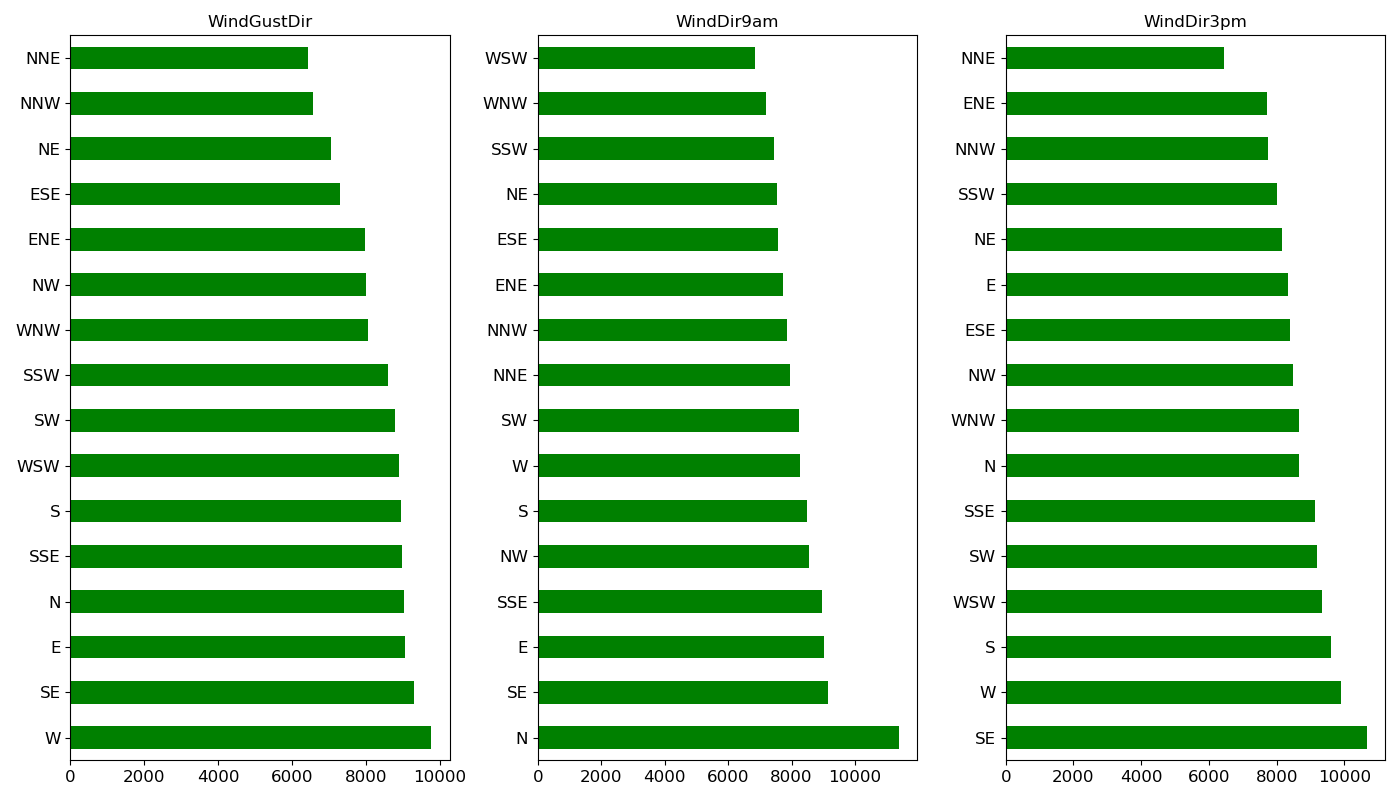 WindGustDir
NNE
NNW
NE
ESE
ENE
NW
WNW
SSW
SW
WSW
S
SSE
N
E
SE
W
0 2000 4000 6000 8000 10000
WindDir9am
WSW
WNW
SSW
NE
ESE
ENE
NNW
NNE
SW
W
S
NW
SSE
E
SE
N
0 2000 4000 6000 8000 10000
WindDir3pm
NNE
ENE
NNW
SSW
NE
E
ESE
NW
WNW
N
SSE
SW
WSW
S
W
SE
0 2000 4000 6000 8000 10000